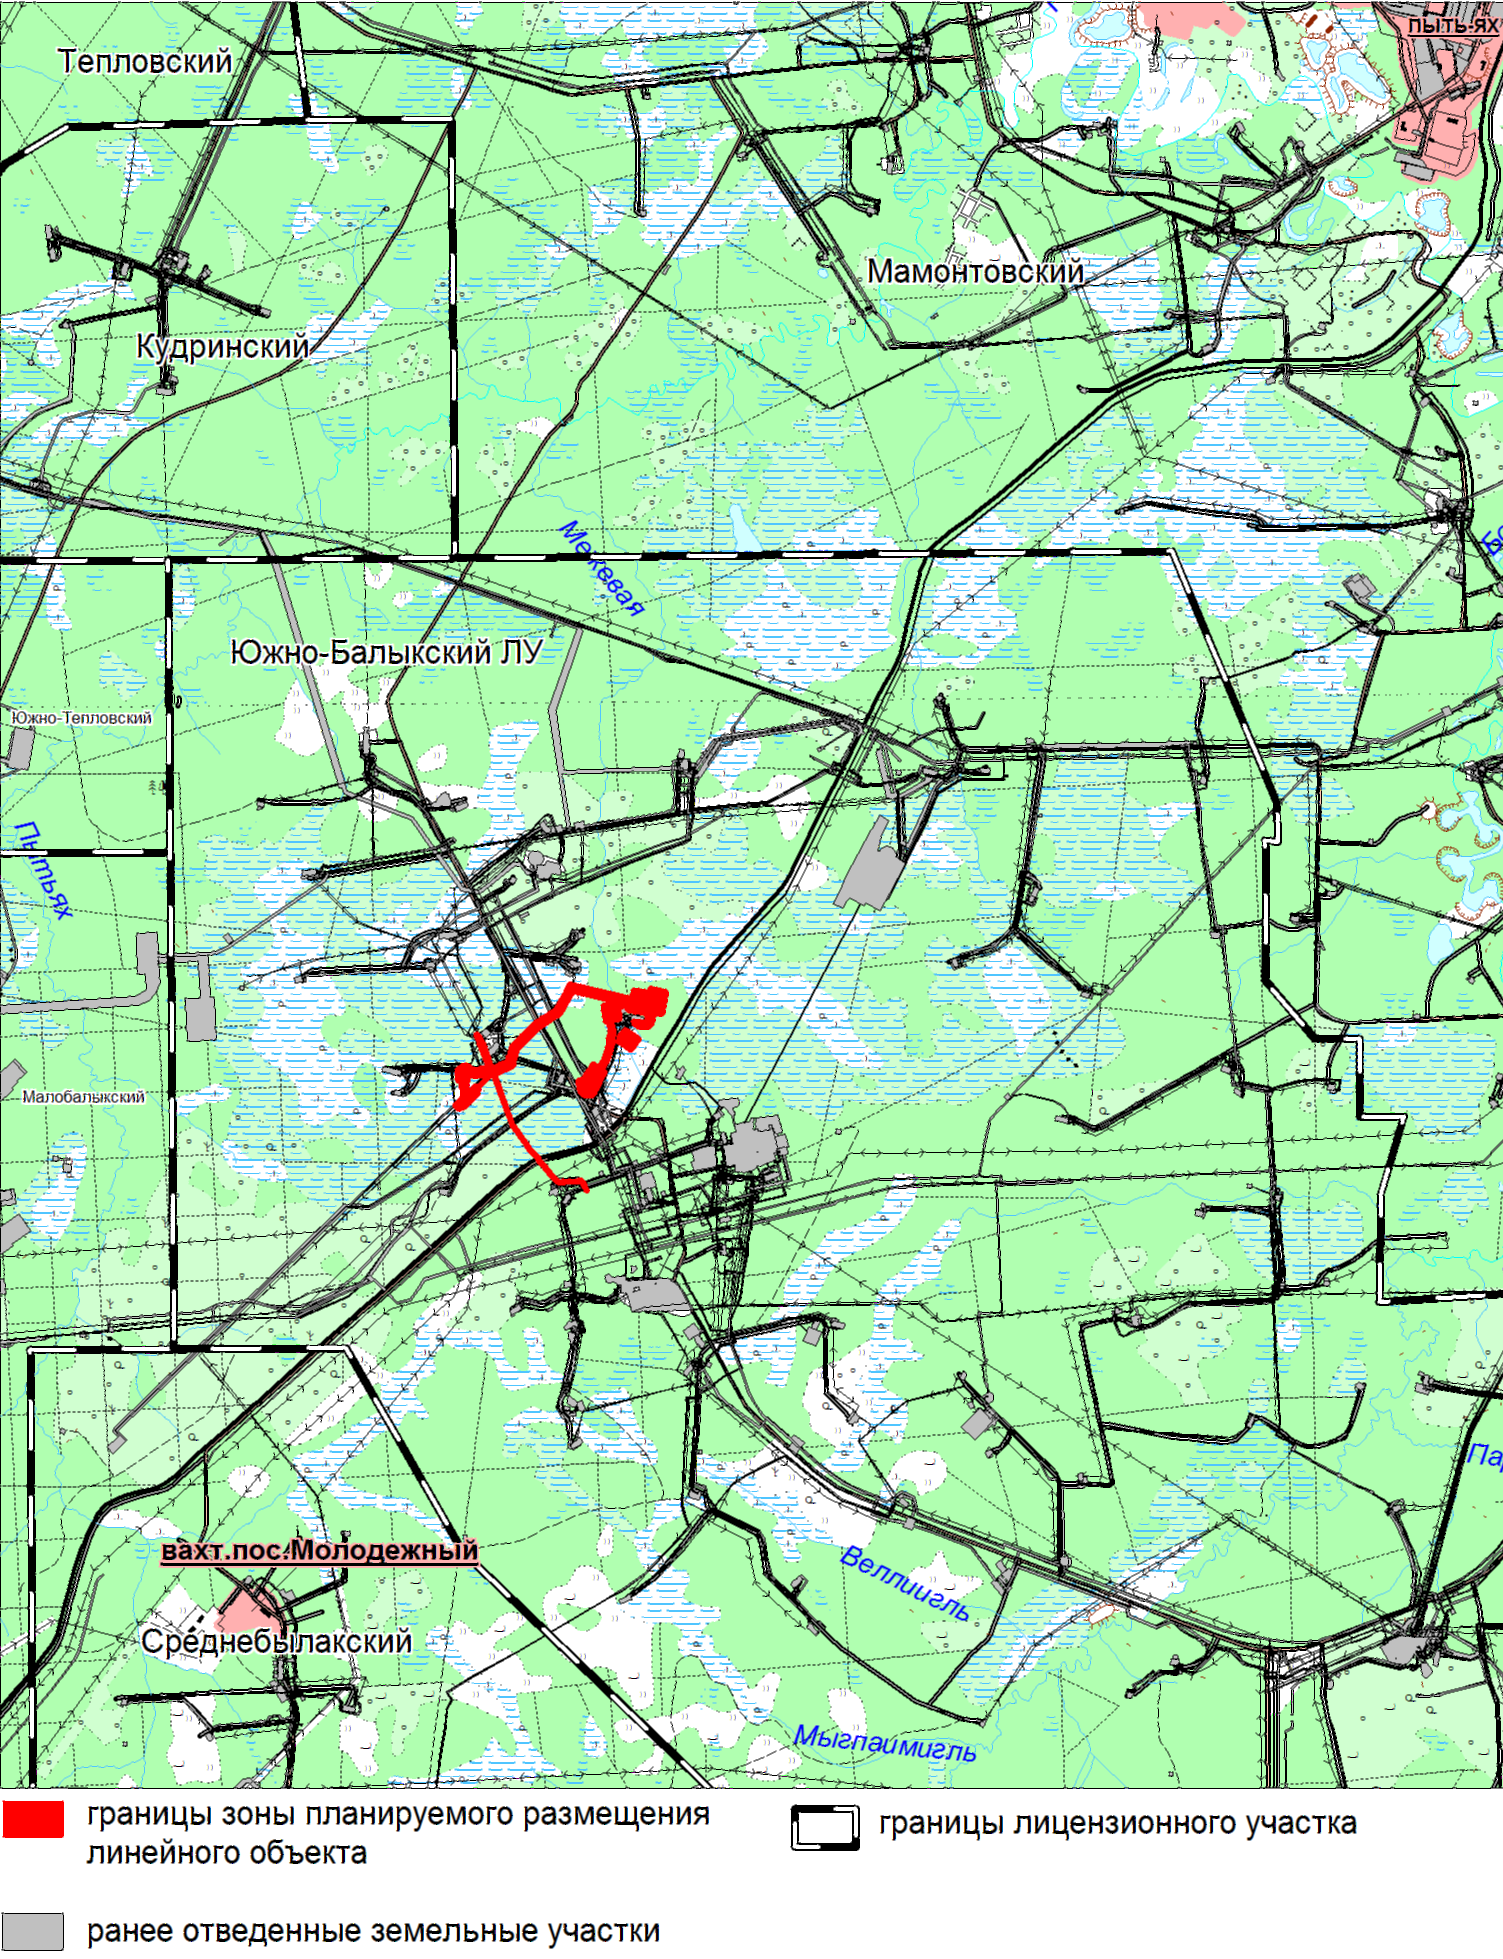 пыть-ях
Тепловский
Мамонтовский
Кудринский
Мекевая
Южно-Балыкский ЛУ
Южно-Тепловский
Пытьях
Малобалыкский
вахт.пос.Молодежный
Веллиигль
Среднебылакский
Мыгпаимигль
границы зоны планируемого размещения
линейного объекта
границы лицензионного участка
ранее отведенные земельные участки